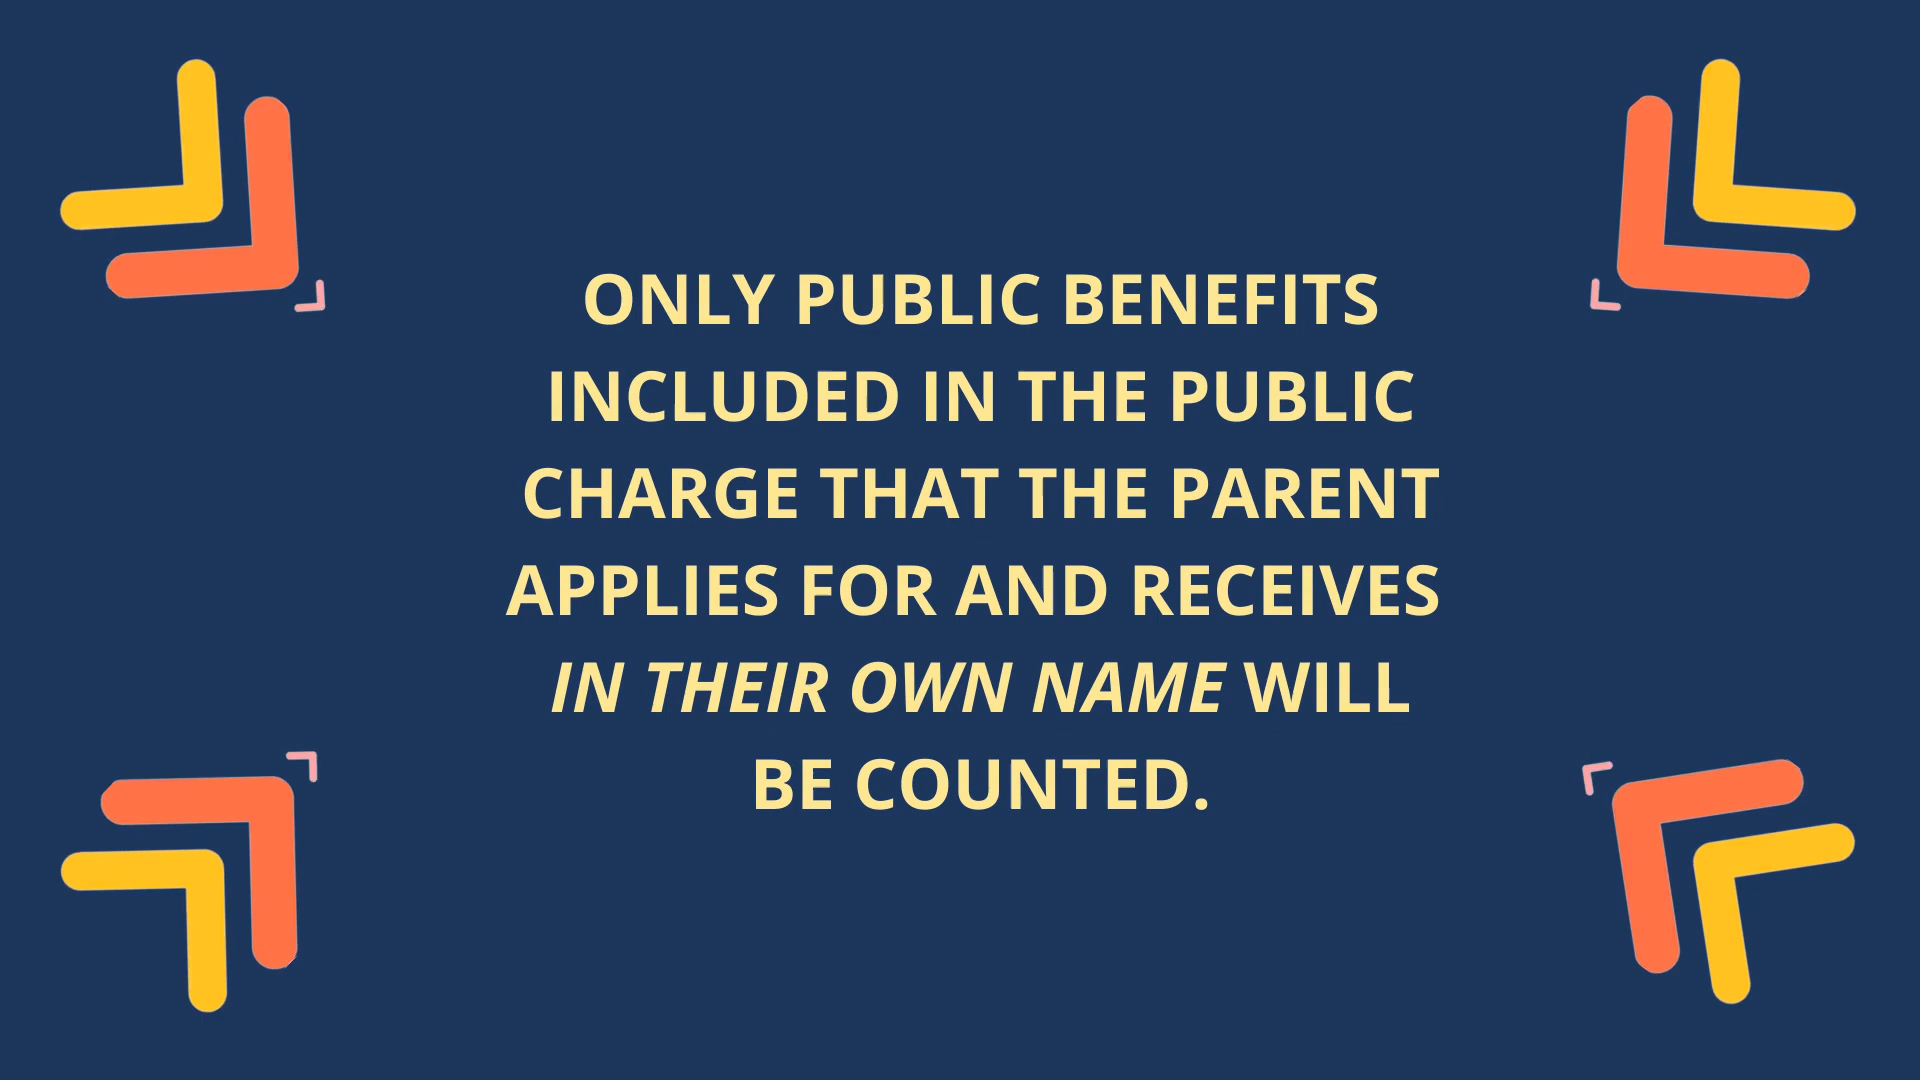 ONLY PUBLIC BENEFITS
INCLUDED IN THE PUBLIC
CHARGE THAT THE PARENT
APPLIES FOR AND RECEIVES
IN THEIR OWN NAME WILL
BE COUNTED.